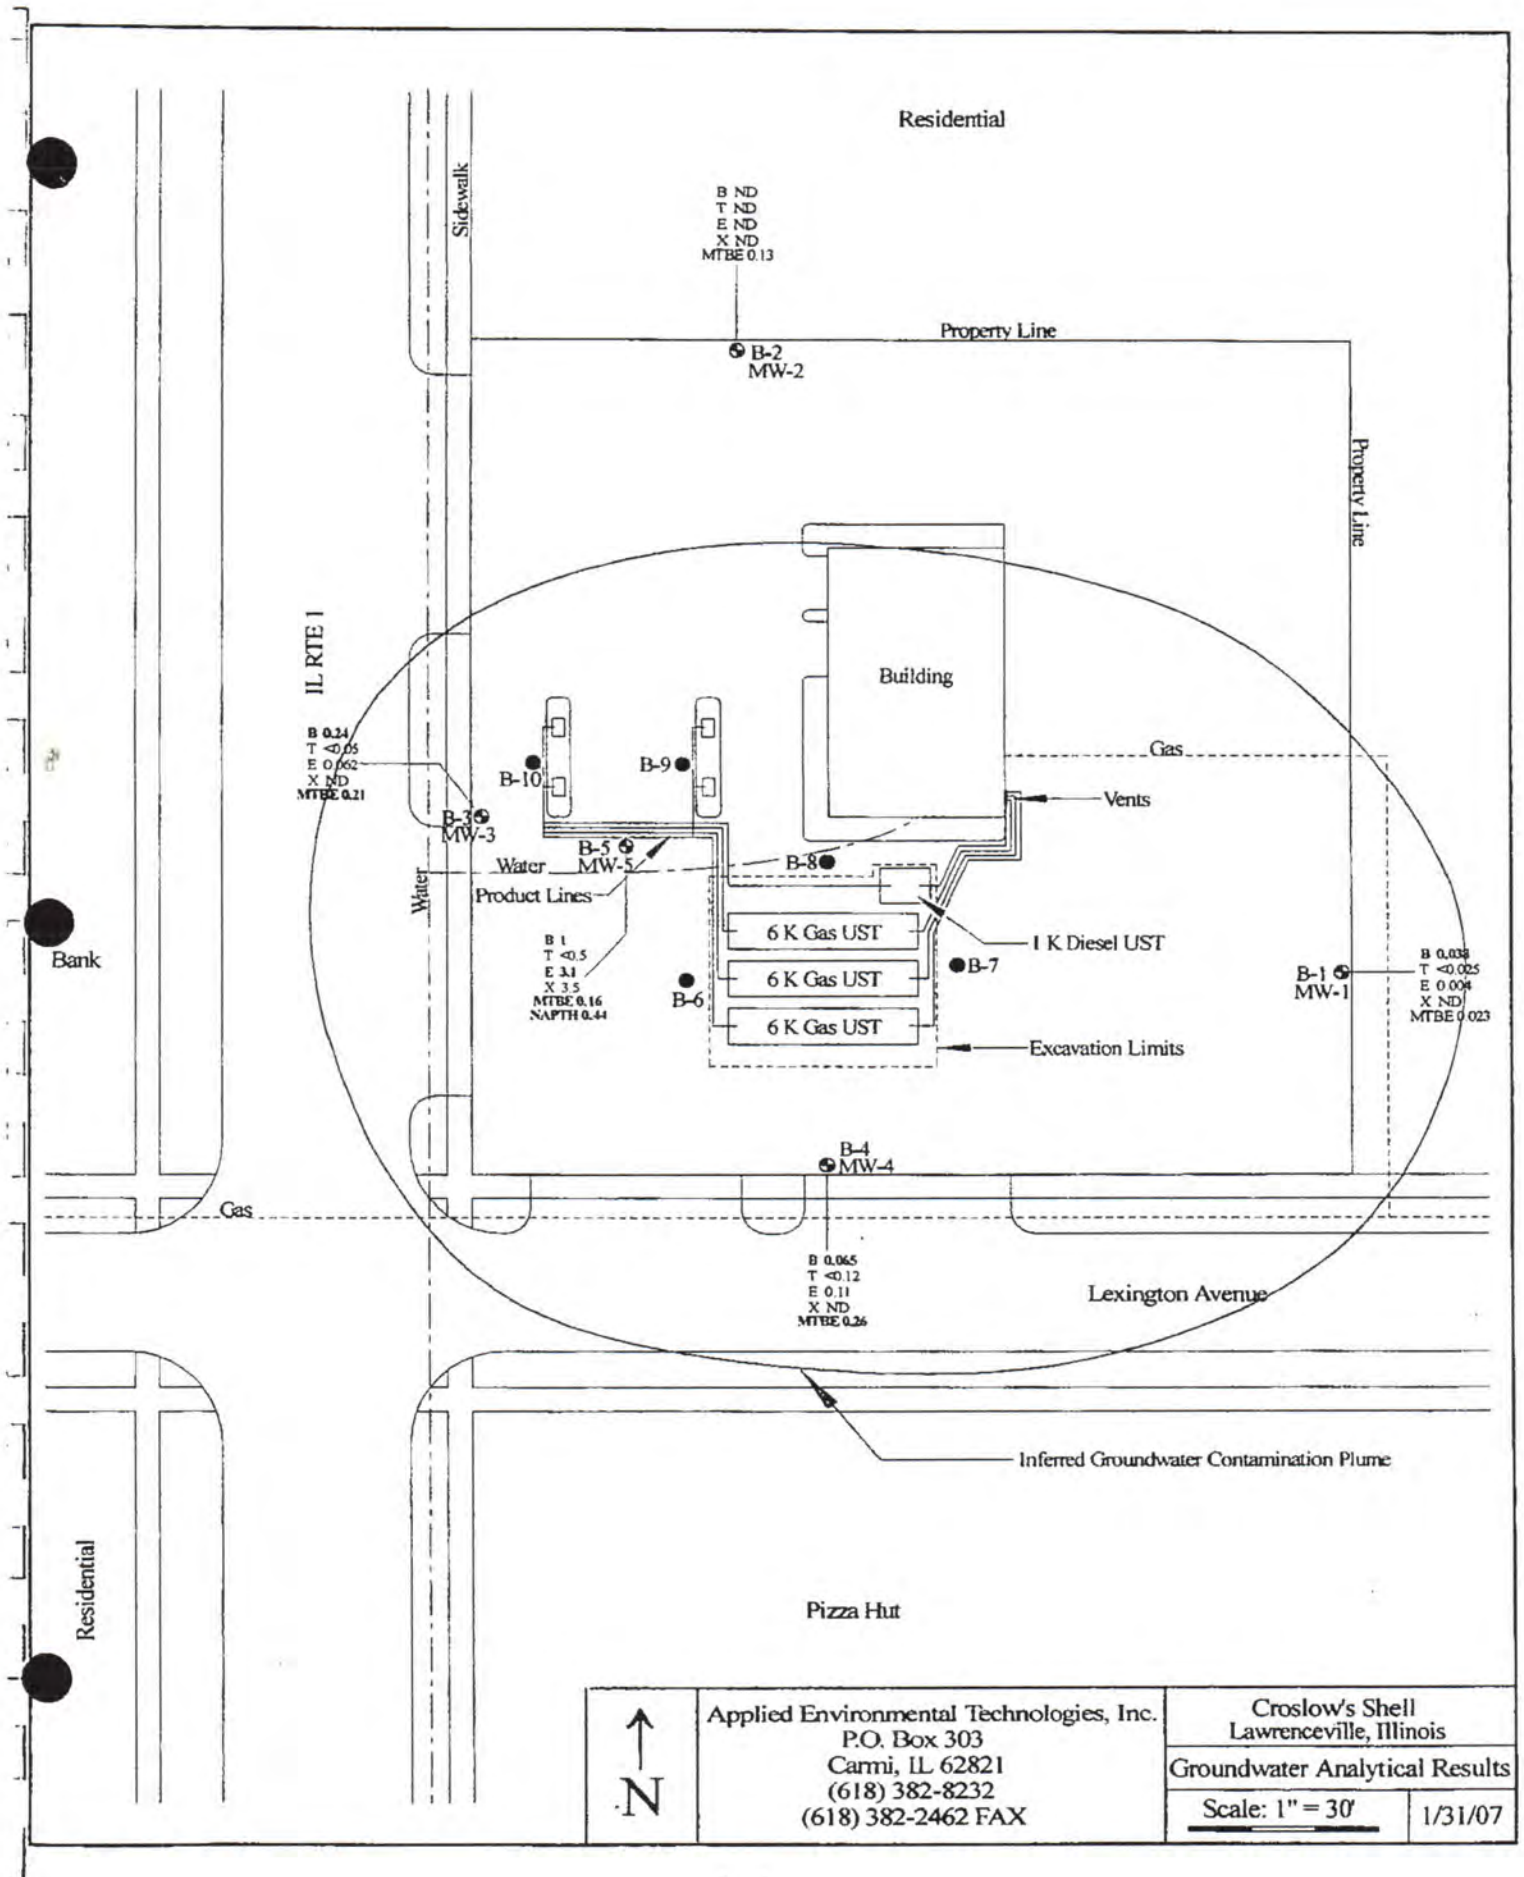 Residential
Sidewalk
B ND
T ND
E ND
X ND
MTBE 0.13
Property Line
B-2
MW-2
Property Line
IL RTE 1
Building
B 0.24
T <0.05
E 0.062
X ND
MTBE 0.21
Gas
B-10
B-9
Vents
B-3
MW-3
B-5
MW-5
Water
Water
B-8
Product Lines
6 K Gas UST
1 K Diesel UST
B 1
T <0.5
E 3.1
X 3.5
MTBE 0.16
NAPTH 0.44
Bank
B-6
6 K Gas UST
B-7
B-1
MW-1
B 0.038
T <0.025
E 0.004
X ND
MTBE 0.023
6 K Gas UST
Excavation Limits
B-4
MW-4
Gas
B 0.065
T <0.12
E 0.11
X ND
MTBE 0.26
Lexington Avenue
Inferred Groundwater Contamination Plume
Residential
Pizza Hut
N
Applied Environmental Technologies, Inc.
P.O. Box 303
Carmi, IL 62821
(618) 382-8232
(618) 382-2462 FAX
Croslow's Shell
Lawrenceville, Illinois
Groundwater Analytical Results
Scale: 1" = 30'
1/31/07